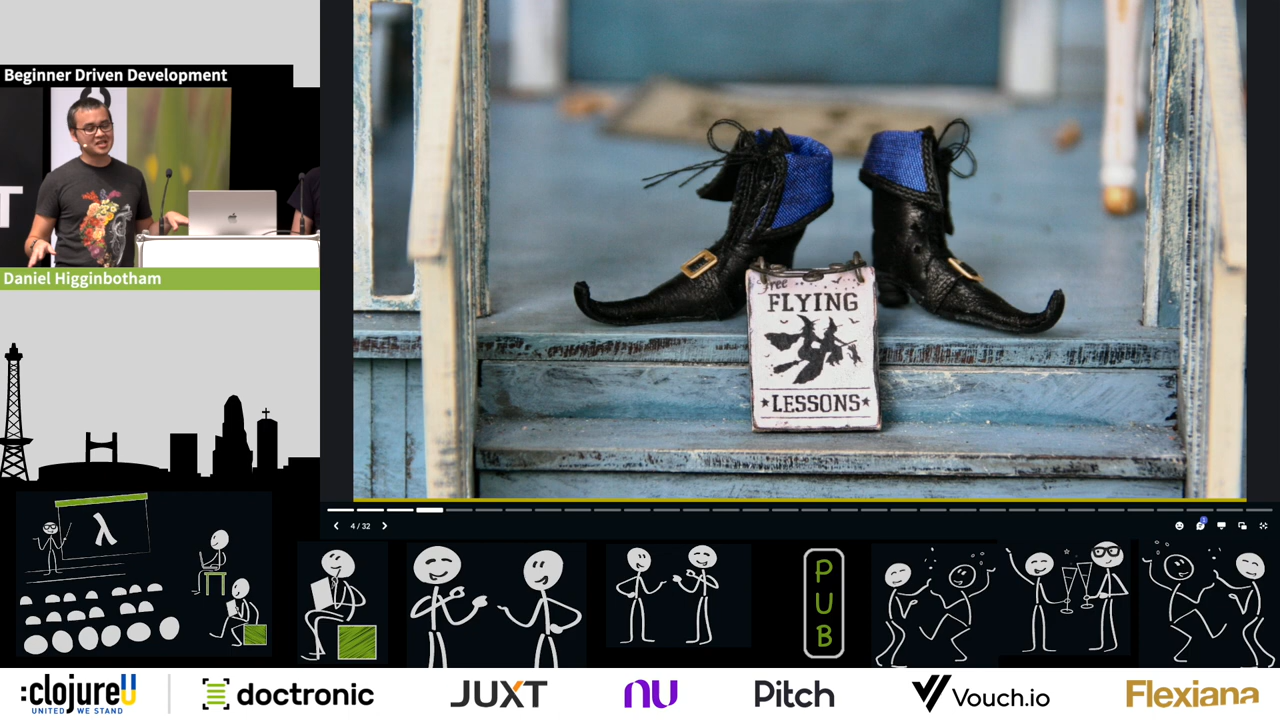 Beginner Driven Development
T
Daniel Higginbotham
free
FLYING
LESSONS
4 / 32
λ
PUB
:clojureU
UNITED WE STAND
doctronic
JUXT
nu
Pitch
Vouch.io
Flexiana